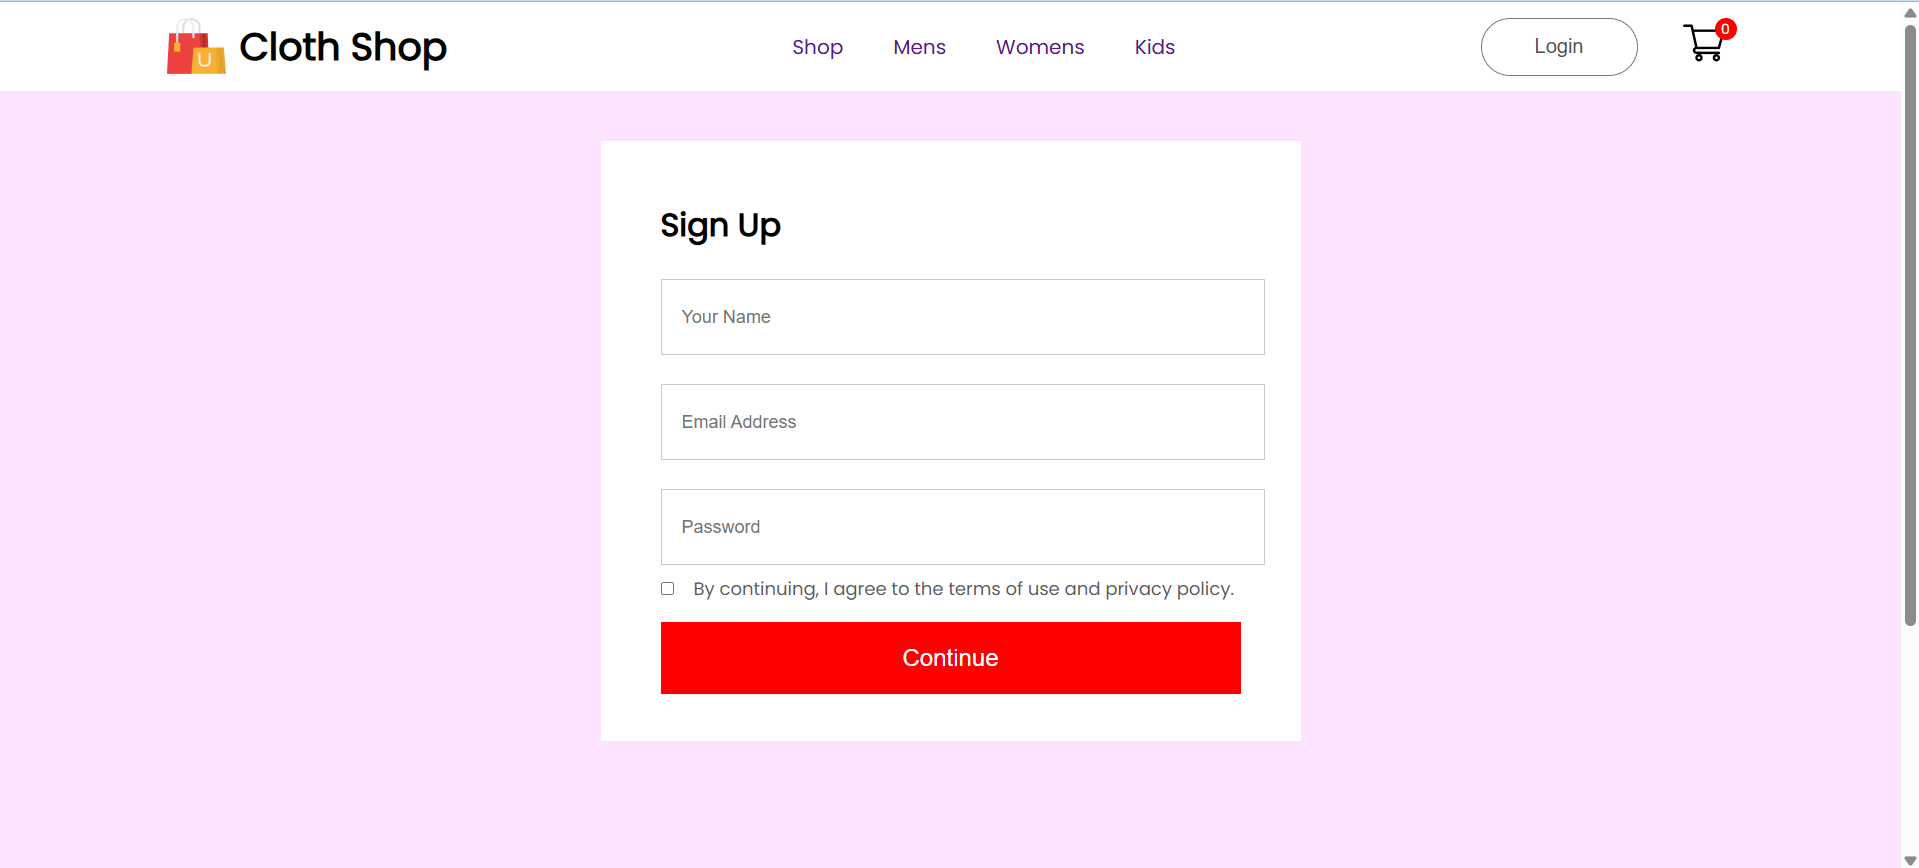 Cloth Shop
Shop Mens Womens Kids
Login
0
U
Sign Up
Your Name
Email Address
Password
By continuing, I agree to the terms of use and privacy policy.
Continue